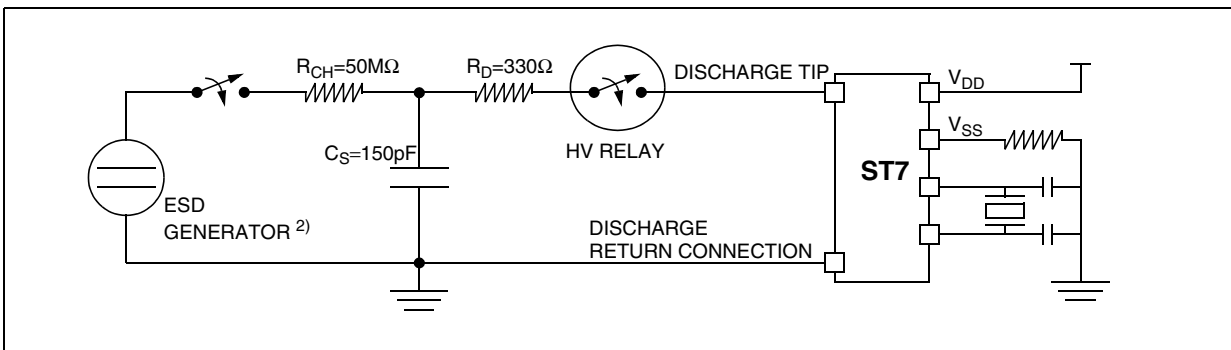 R_CH=50MΩ
R_D=330Ω
DISCHARGE TIP
V_DD
V_SS
C_S=150pF
HV RELAY
ST7
ESD
GENERATOR 2)
DISCHARGE
RETURN CONNECTION